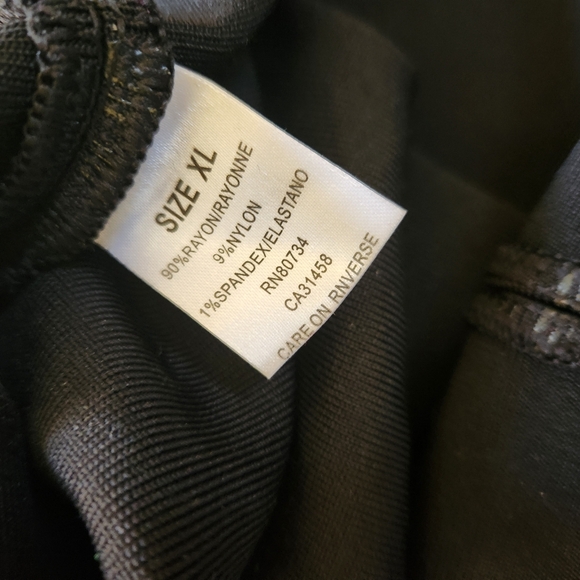 SIZE XL
90%RAYON/RAYONNE
9%NYLON
1%SPANDEX/ELASTANO
RN80734
CA31458
CARE ON RNVERSE